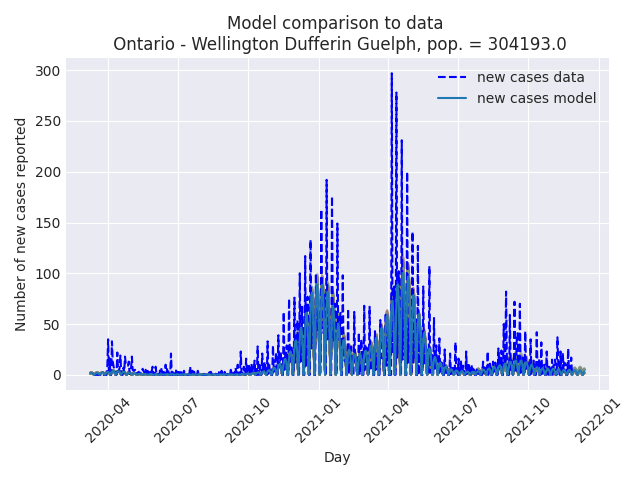 Model comparison to data
Ontario - Wellington Dufferin Guelph, pop. = 304193.0
new cases data
new cases model
Number of new cases reported
300
250
200
150
100
50
0
2020-04
2020-07
2020-10
2021-01
2021-04
2021-07
2021-10
2022-01
Day